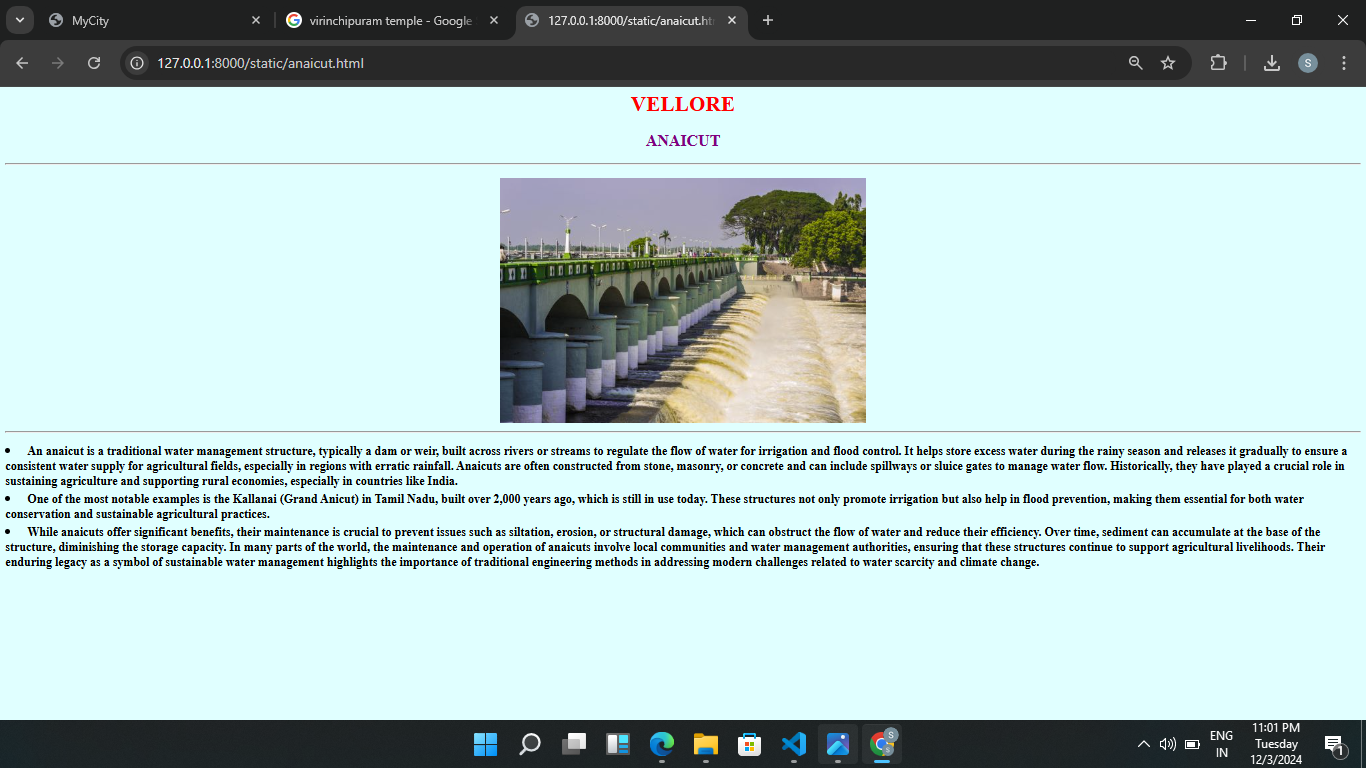 MyCity
virinchipuram temple - Google
127.0.0.1:8000/static/anaicut.ht
127.0.0.1:8000/static/anaicut.html
S
VELLORE
ANAICUT
An anaicut is a traditional water management structure, typically a dam or weir, built across rivers or streams to regulate the flow of water for irrigation and flood control. It helps store excess water during the rainy season and releases it gradually to ensure a
consistent water supply for agricultural fields, especially in regions with erratic rainfall. Anaicuts are often constructed from stone, masonry, or concrete and can include spillways or sluice gates to manage water flow. Historically, they have played a crucial role in
sustaining agriculture and supporting rural economies, especially in countries like India.
One of the most notable examples is the Kallanai (Grand Anicut) in Tamil Nadu, built over 2,000 years ago, which is still in use today. These structures not only promote irrigation but also help in flood prevention, making them essential for both water
conservation and sustainable agricultural practices.
While anaicuts offer significant benefits, their maintenance is crucial to prevent issues such as siltation, erosion, or structural damage, which can obstruct the flow of water and reduce their efficiency. Over time, sediment can accumulate at the base of the
structure, diminishing the storage capacity. In many parts of the world, the maintenance and operation of anaicuts involve local communities and water management authorities, ensuring that these structures continue to support agricultural livelihoods. Their
enduring legacy as a symbol of sustainable water management highlights the importance of traditional engineering methods in addressing modern challenges related to water scarcity and climate change.
S
ENG
IN
11:01 PM
Tuesday
12/3/2024
1